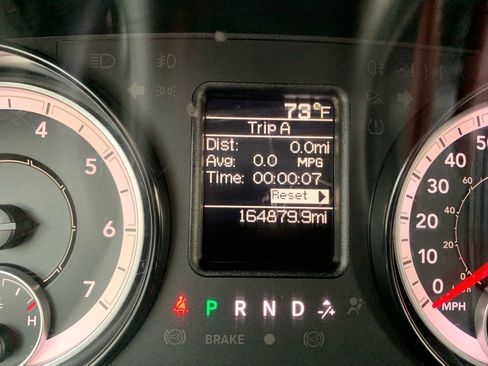 73°F
Trip A
Dist: 0.0mi
Avg: 0.0 MPG
Time: 00:00:07
Reset
164879.9mi
4
5
6
7
H
50
40
30
20
10
0
0
MPH
P R N D -/+
BRAKE